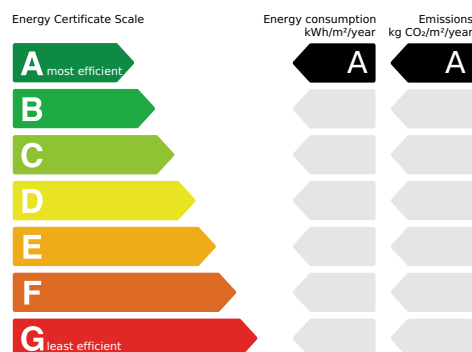 Energy Certificate Scale
Energy consumption
kWh/m²/year
Emissions
kg CO₂/m²/year
A most efficient
A
A
B
C
D
E
F
G least efficient